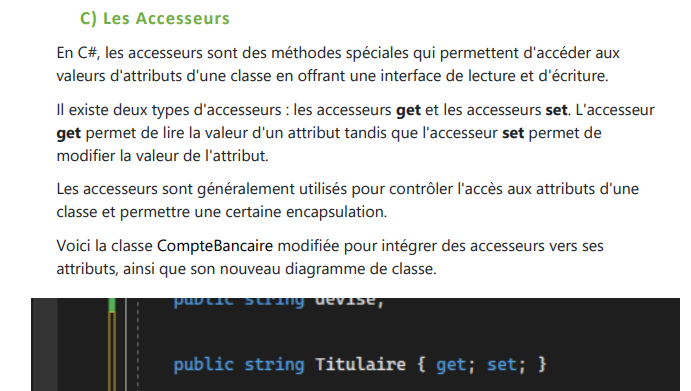 C) Les Accesseurs
En C#, les accesseurs sont des méthodes spéciales qui permettent d'accéder aux
valeurs d'attributs d'une classe en offrant une interface de lecture et d'écriture.
Il existe deux types d'accesseurs : les accesseurs get et les accesseurs set. L'accesseur
get permet de lire la valeur d'un attribut tandis que l'accesseur set permet de
modifier la valeur de l'attribut.
Les accesseurs sont généralement utilisés pour contrôler l'accès aux attributs d'une
classe et permettre une certaine encapsulation.
Voici la classe CompteBancaire modifiée pour intégrer des accesseurs vers ses
attributs, ainsi que son nouveau diagramme de classe.
public string devise;
public string Titulaire { get; set; }